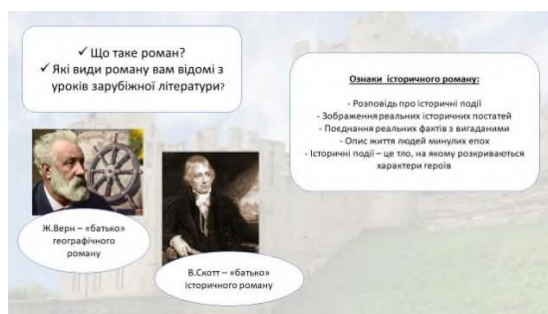 ✓ Що таке роман?
✓ Які види роману вам відомі з
уроків зарубіжної літератури?
Ж.Верн – «батько»
географічного
роману
В.Скотт – «батько»
історичного роману
Ознаки історичного роману:
- Розповідь про історичні події
- Зображення реальних історичних постатей
- Поєднання реальних фактів з вигаданими
- Опис життя людей минулих епох
- Історичні події – це тло, на якому розкриваються
характери героїв